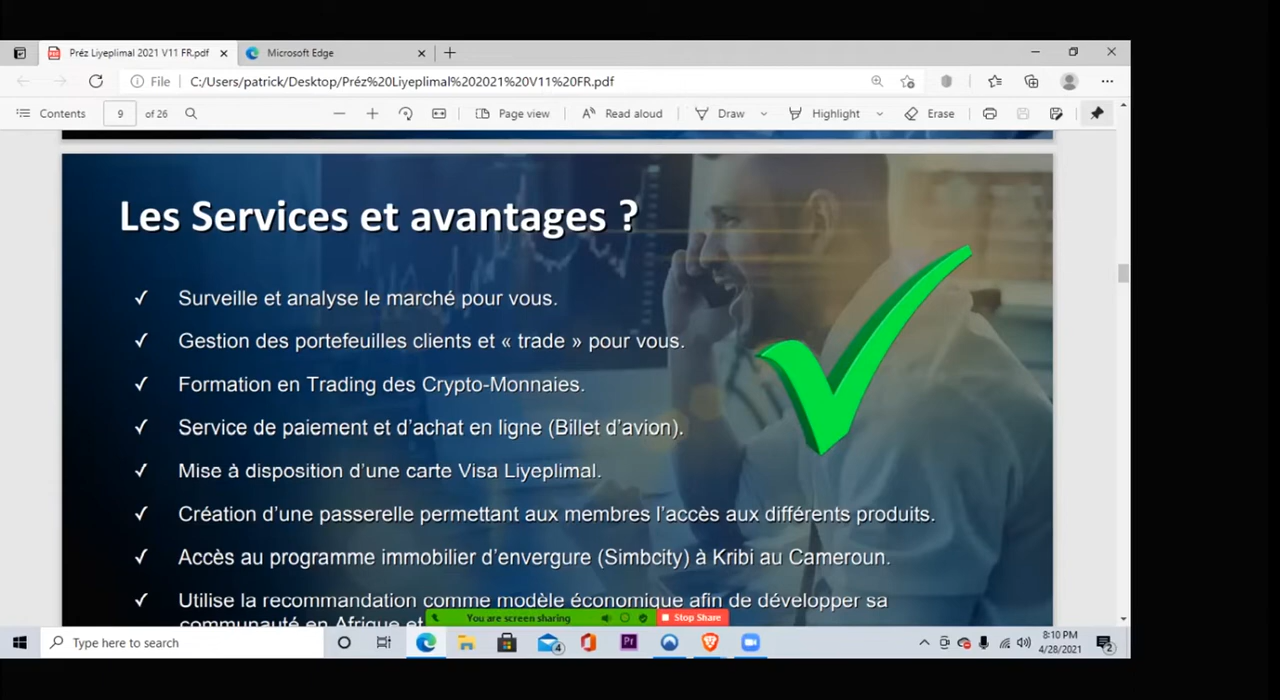 Préz Liyeplimal 2021 V11 FR.pdf
Microsoft Edge
File
C:/Users/patrick/Desktop/Préz%20Liyeplimal%202021%20V11%20FR.pdf
Contents
9
of 26
Page view
Read aloud
Draw
Highlight
Erase
Les Services et avantages ?
✓ Surveille et analyse le marché pour vous.
✓ Gestion des portefeuilles clients et « trade » pour vous.
✓ Formation en Trading des Crypto-Monnaies.
✓ Service de paiement et d'achat en ligne (Billet d'avion).
✓ Mise à disposition d'une carte Visa Liyeplimal.
✓ Création d'une passerelle permettant aux membres l'accès aux différents produits.
✓ Accès au programme immobilier d'envergure (Simbcity) à Kribi au Cameroun.
✓ Utilise la recommandation comme modèle économique afin de développer sa
communauté en Afrique et
You are screen sharing
Stop Share
Type here to search
4
Pr
8:10 PM
4/28/2021
2